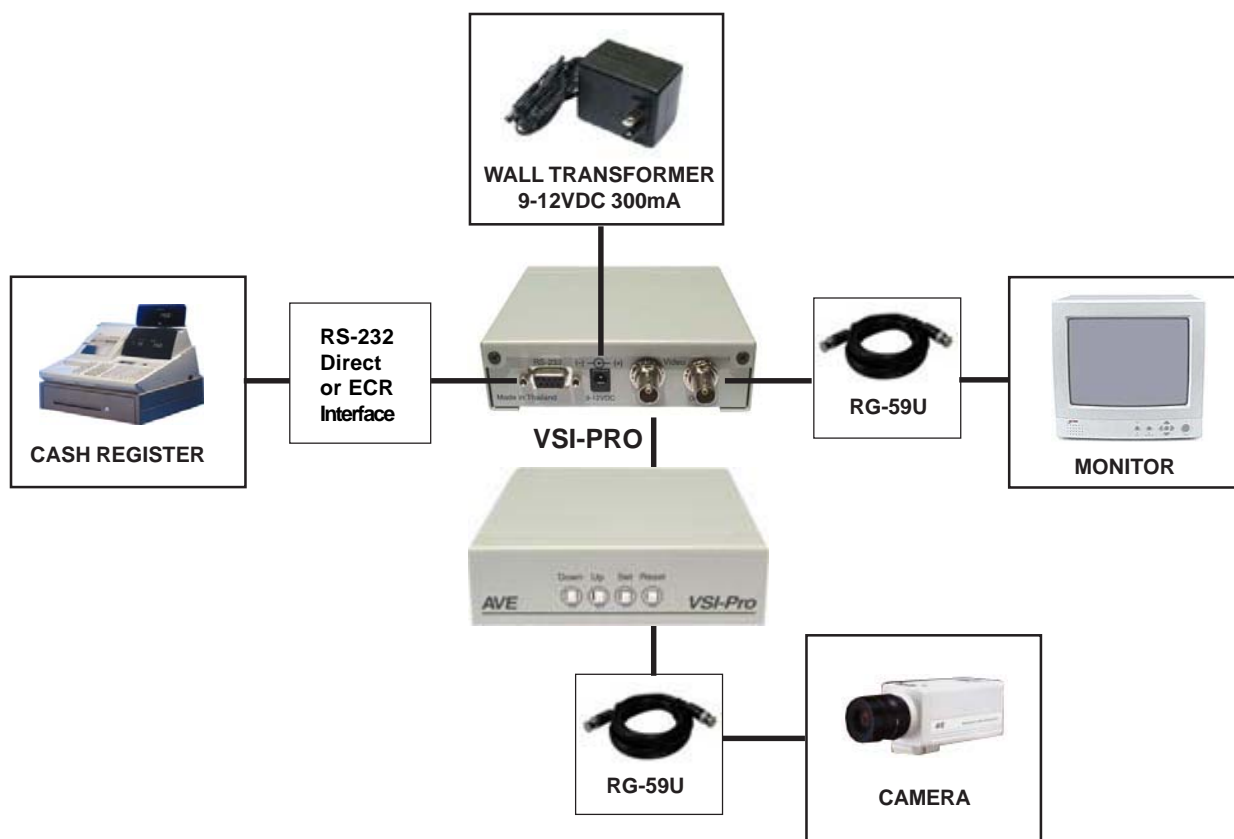 WALL TRANSFORMER
9-12VDC 300mA
CASH REGISTER
RS-232
Direct
or ECR
Interface
RS-232
(-)
(+)
Video
Made in Thailand
9-12VDC
VSI-PRO
RG-59U
MONITOR
Down Up Set Reset
AVE
VSI-Pro
RG-59U
AVE
CAMERA